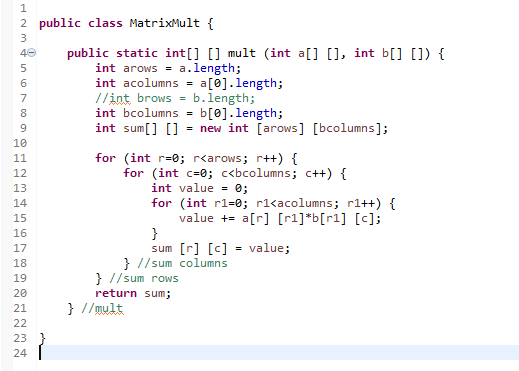 1
2 public class MatrixMult {
3
4 public static int[] [] mult (int a[] [], int b[] []) {
5 int arows = a.length;
6 int acolumns = a[0].length;
7 //int brows = b.length;
8 int bcolumns = b[0].length;
9 int sum[] [] = new int [arows] [bcolumns];
10
11 for (int r=0; r<arows; r++) {
12 for (int c=0; c<bcolumns; c++) {
13 int value = 0;
14 for (int r1=0; r1<acolumns; r1++) {
15 value += a[r] [r1]*b[r1] [c];
16 }
17 sum [r] [c] = value;
18 } //sum columns
19 } //sum rows
20 return sum;
21 } //mult
22
23 }
24